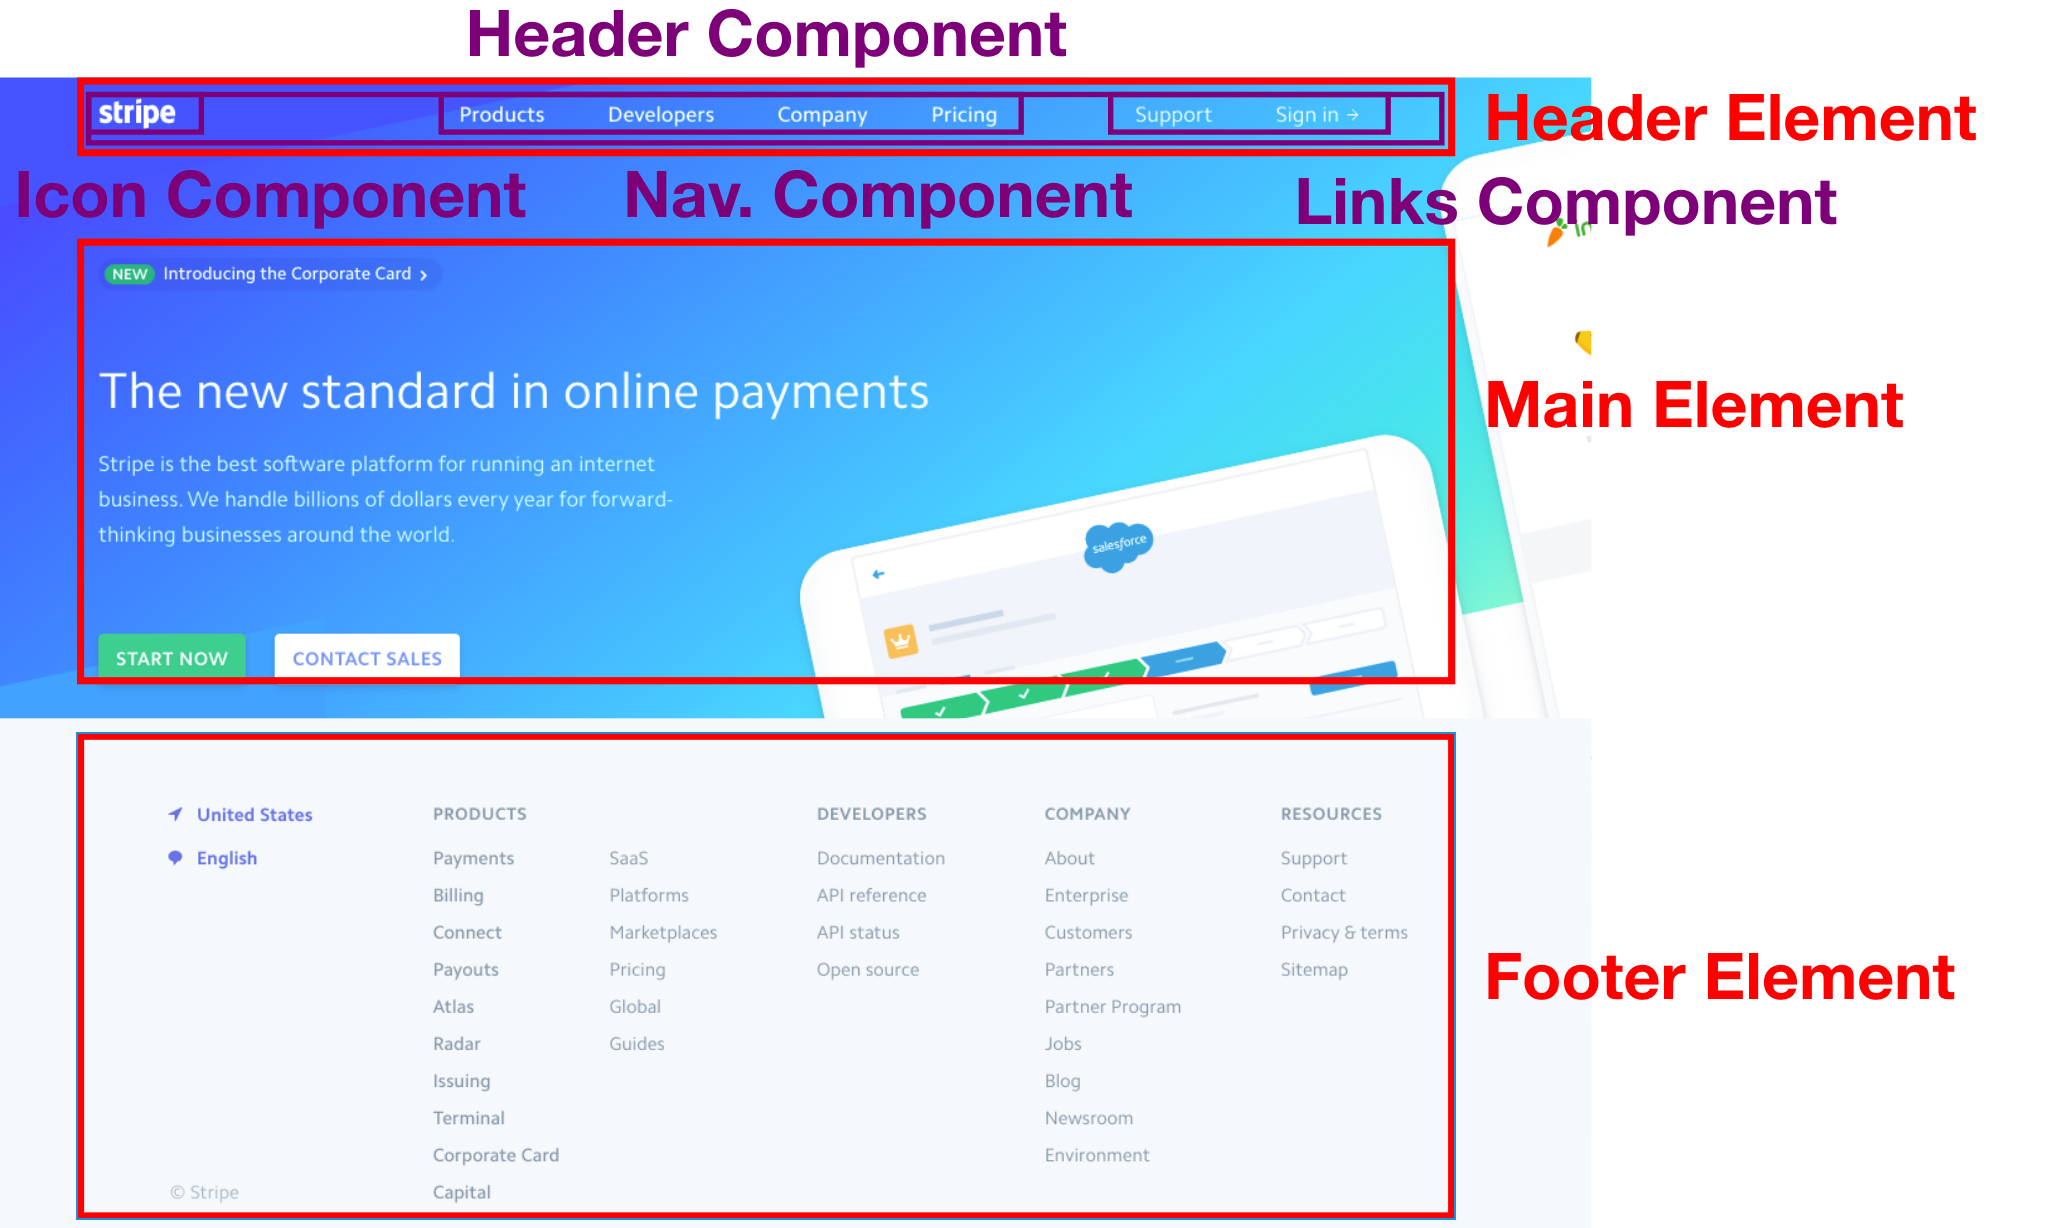 Header Component
stripe Products Developers Company Pricing Support Sign in →
Header Element
Icon Component Nav. Component Links Component
NEW Introducing the Corporate Card >
The new standard in online payments
Main Element
Stripe is the best software platform for running an internet
business. We handle billions of dollars every year for forward-
thinking businesses around the world.
salesforce
START NOW CONTACT SALES
United States PRODUCTS DEVELOPERS COMPANY RESOURCES
English Payments SaaS Documentation About Support
Billing Platforms API reference Enterprise Contact
Connect Marketplaces API status Customers Privacy & terms
Payouts Pricing Open source Partners Sitemap
Footer Element
Atlas Global Partner Program
Radar Guides Jobs
Issuing Blog
Terminal Newsroom
Corporate Card Environment
© Stripe Capital